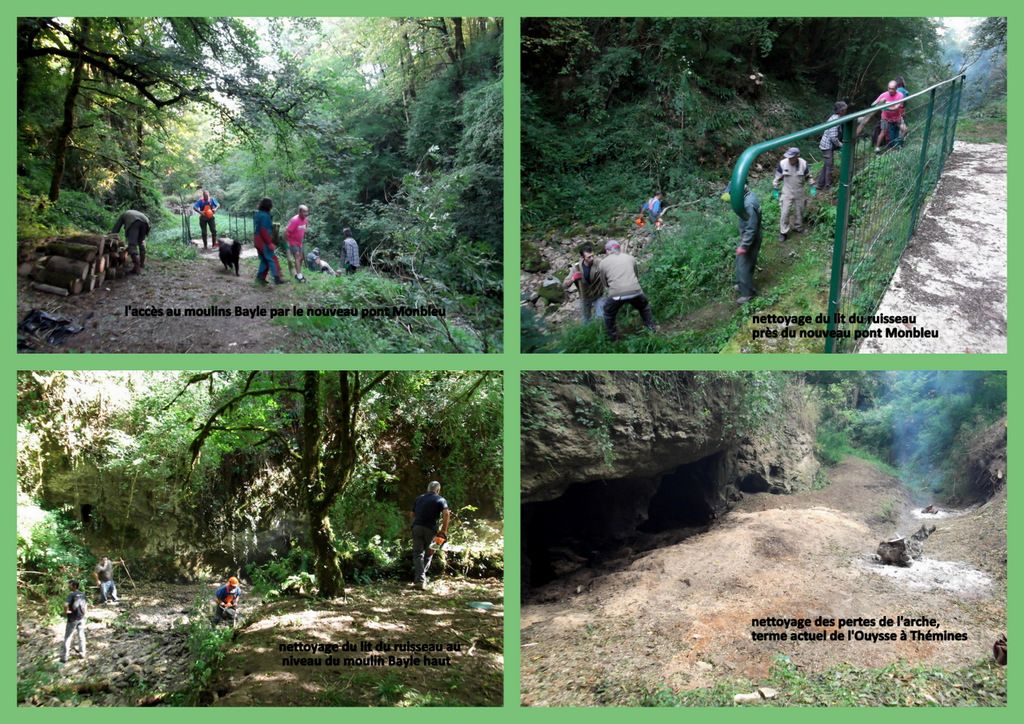 l'accès au moulins Bayle par le nouveau pont Monbleu
nettoyage du lit du ruisseau
près du nouveau pont Monbleu
nettoyage du lit du ruisseau au
niveau du moulin Bayle haut
nettoyage des pertes de l'arche,
terme actuel de l'Ouysse à Thémines